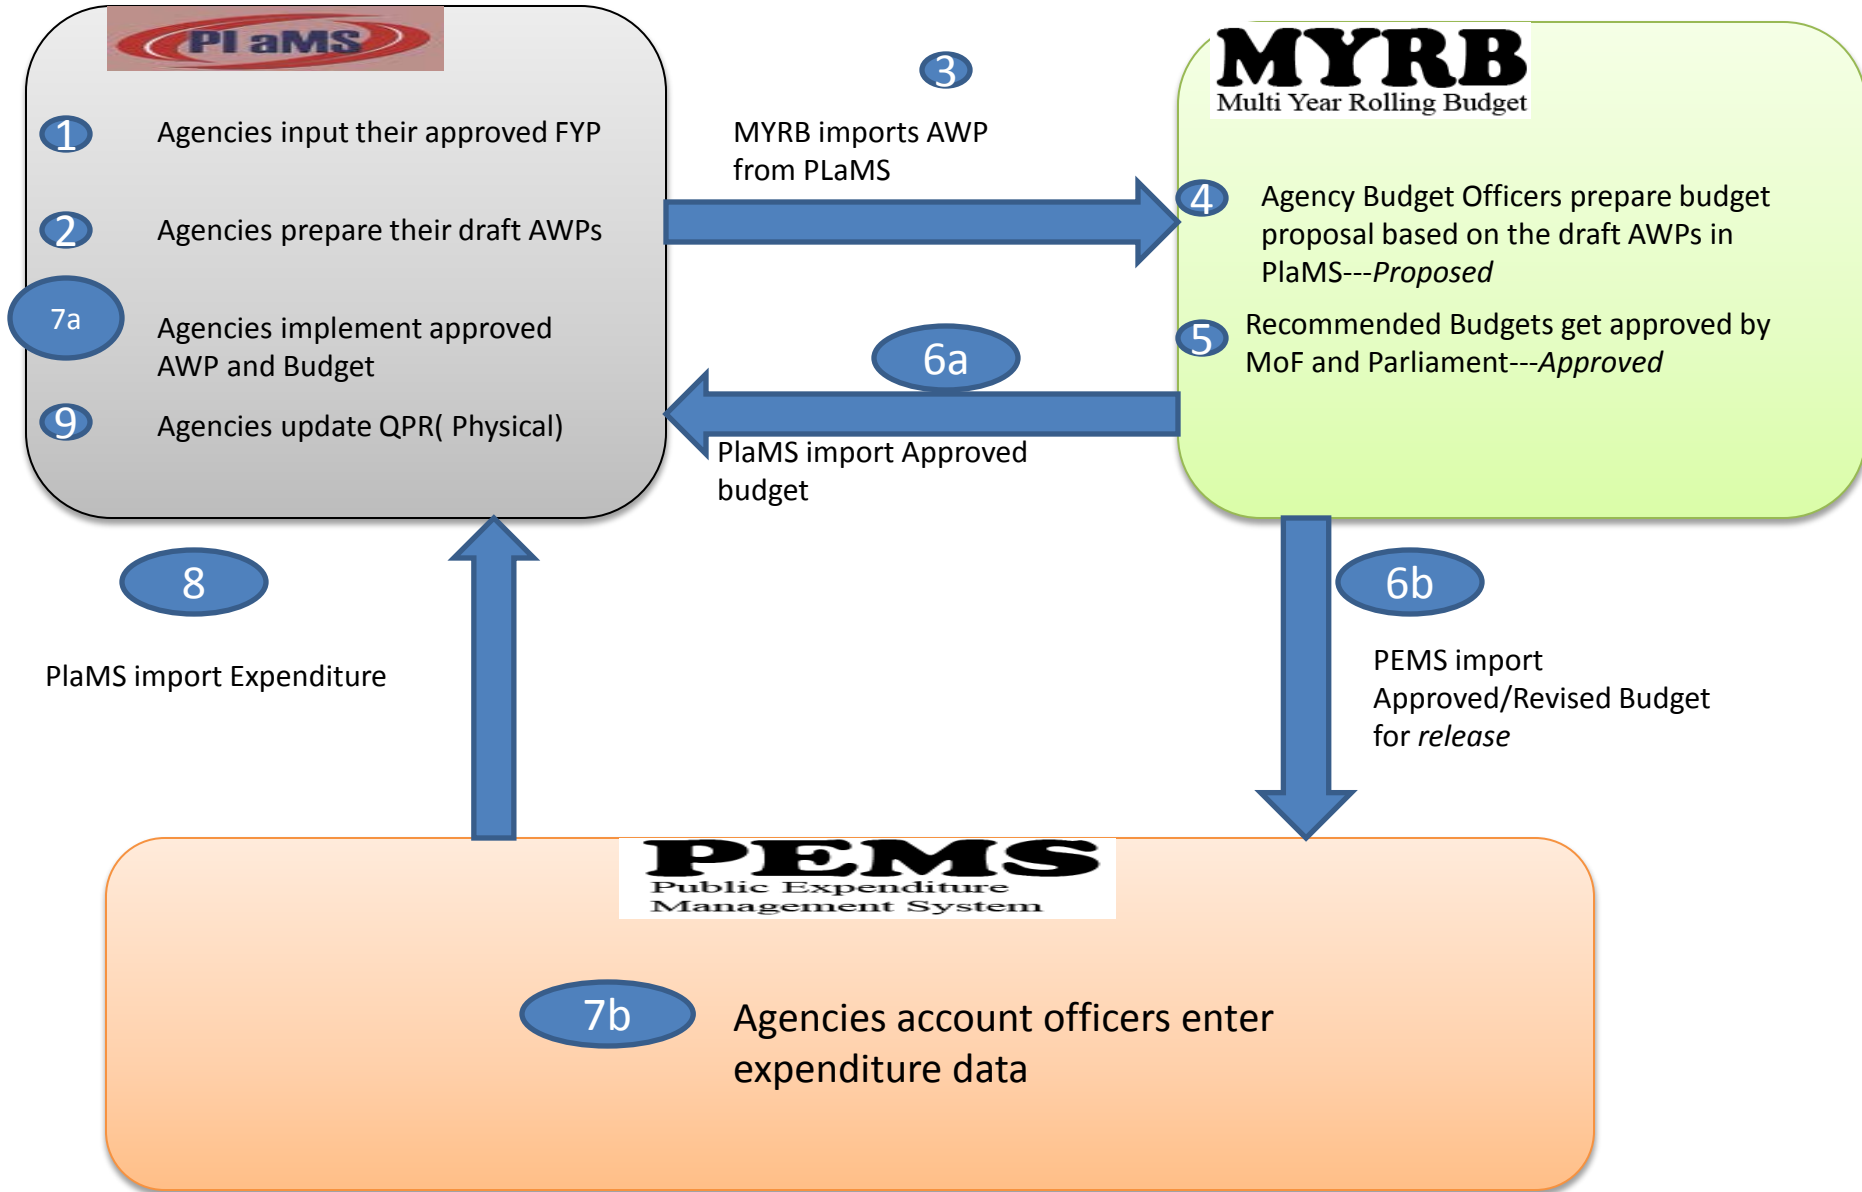 PlaMS
1
Agencies input their approved FYP
2
Agencies prepare their draft AWPs
7a
Agencies implement approved
AWP and Budget
9
Agencies update QPR( Physical)
3
MYRB imports AWP
from PLaMS
MYRB
Multi Year Rolling Budget
4
Agency Budget Officers prepare budget
proposal based on the draft AWPs in
PlaMS---Proposed
5
Recommended Budgets get approved by
MoF and Parliament---Approved
6a
PlaMS import Approved
budget
6b
PEMS import
Approved/Revised Budget
for release
8
PlaMS import Expenditure
PEMS
Public Expenditure
Management System
7b
Agencies account officers enter
expenditure data